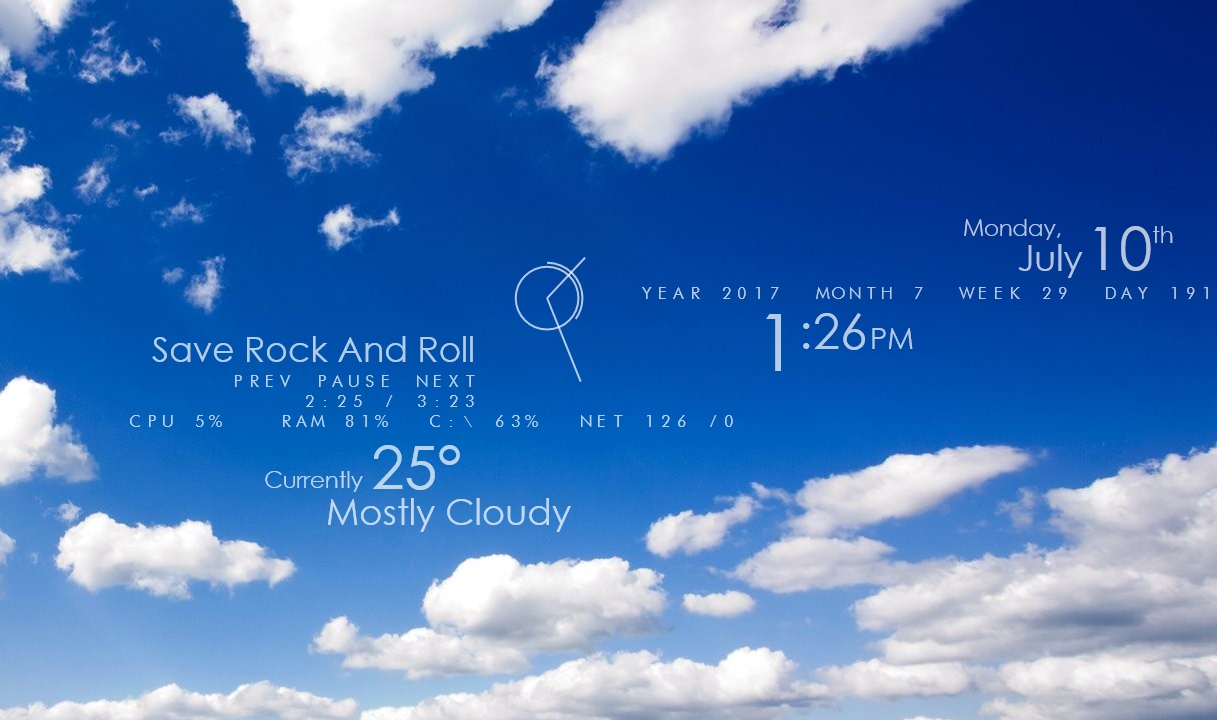 Monday,
July 10th
YEAR 2017 MONTH 7 WEEK 29 DAY 191
1:26PM
Save Rock And Roll
PREV PAUSE NEXT
2:25 / 3:23
CPU 5% RAM 81% C:\ 63% NET 126 /0
Currently 25°
Mostly Cloudy